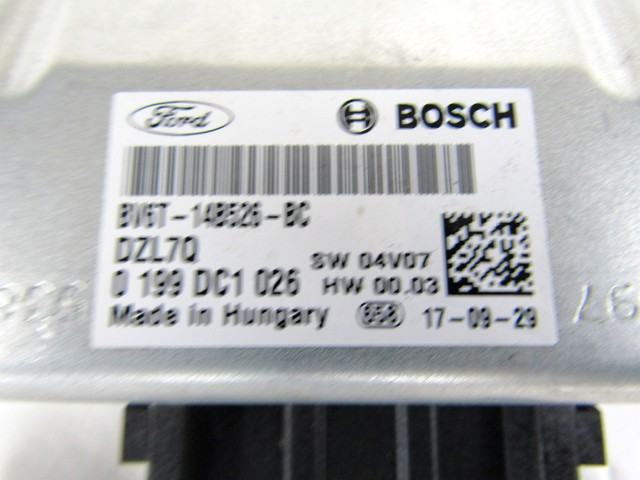 Ford BOSCH
BV6T-14B526-BC
DZL7Q
SW 04V07
0 199 DC1 026 HW 00.03
Made in Hungary 658 17-09-29